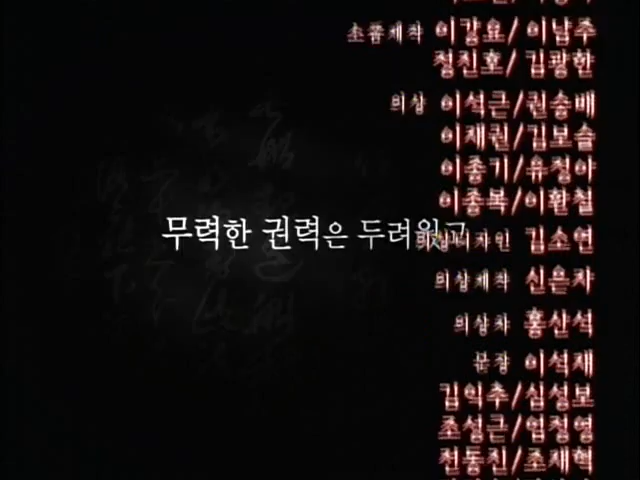 소품제작 이강요/이남주
정진호/김광한
의상 이석근/권숭배
이재권/김보슬
이종기/유정아
이종복/이환철
무력한 권력은 두려웠고
김소연
의상제작 신은자
의상차 홍산석
분장 이석재
김익추/심성보
조성근/엄정영
전동진/조재혁